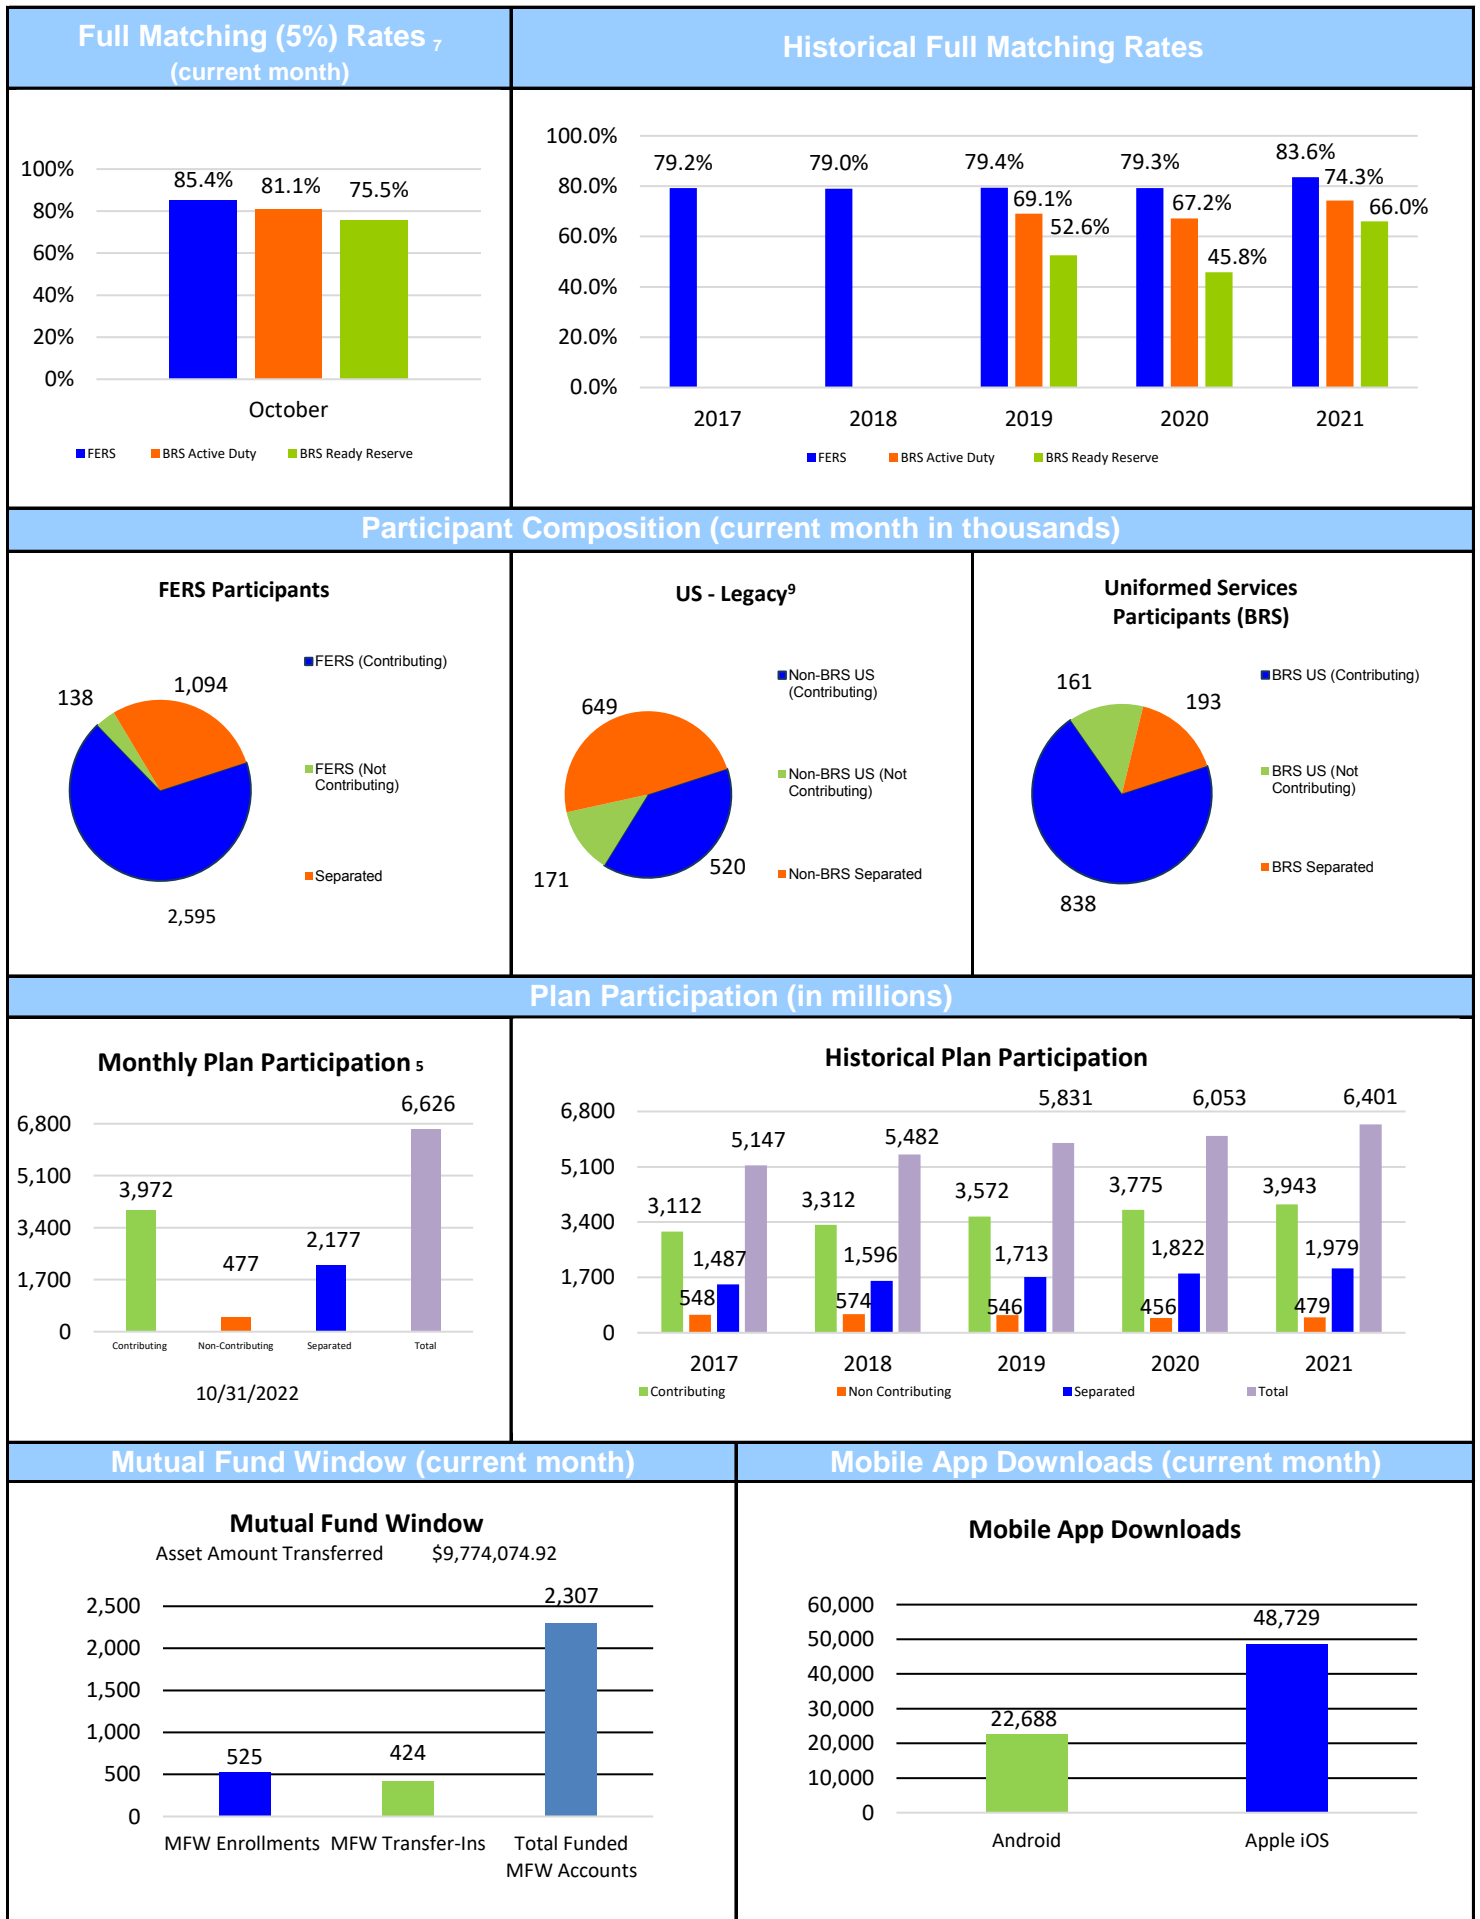 Full Matching (5%) Rates 7
(current month)
Historical Full Matching Rates
100%
80%
60%
40%
20%
0%
85.4%
81.1%
75.5%
October
FERS
BRS Active Duty
BRS Ready Reserve
100.0%
80.0%
60.0%
40.0%
20.0%
0.0%
79.2%
79.0%
79.4%
69.1%
52.6%
79.3%
67.2%
45.8%
83.6%
74.3%
66.0%
2017
2018
2019
2020
2021
FERS
BRS Active Duty
BRS Ready Reserve
Participant Composition (current month in thousands)
FERS Participants
138
1,094
2,595
FERS (Contributing)
FERS (Not
Contributing)
Separated
US - Legacy9
649
171
520
Non-BRS US
(Contributing)
Non-BRS US (Not
Contributing)
Non-BRS Separated
Uniformed Services
Participants (BRS)
161
193
838
BRS US (Contributing)
BRS US (Not
Contributing)
BRS Separated
Plan Participation (in millions)
Monthly Plan Participation 5
6,800
5,100
3,400
1,700
0
3,972
477
2,177
6,626
Contributing
Non-Contributing
Separated
Total
10/31/2022
Historical Plan Participation
6,800
5,100
3,400
1,700
0
3,112
548
1,487
5,147
3,312
574
1,596
5,482
3,572
546
1,713
5,831
3,775
456
1,822
6,053
3,943
479
1,979
6,401
2017
2018
2019
2020
2021
Contributing
Non Contributing
Separated
Total
Mutual Fund Window (current month)
Mobile App Downloads (current month)
Mutual Fund Window
Asset Amount Transferred $9,774,074.92
2,500
2,000
1,500
1,000
500
0
525
424
2,307
MFW Enrollments
MFW Transfer-Ins
Total Funded
MFW Accounts
Mobile App Downloads
60,000
50,000
40,000
30,000
20,000
10,000
0
22,688
48,729
Android
Apple iOS